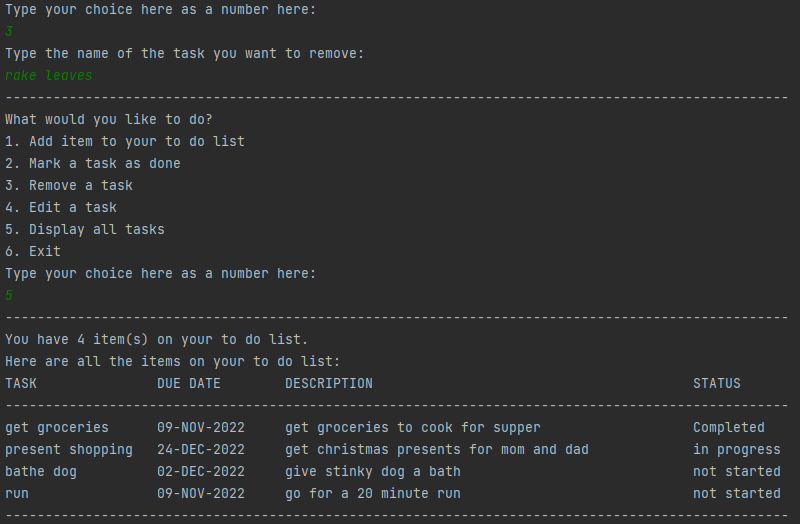 Type your choice here as a number here:
3
Type the name of the task you want to remove:
rake leaves
--------------------------------------------------------------------------------------------------
What would you like to do?
1. Add item to your to do list
2. Mark a task as done
3. Remove a task
4. Edit a task
5. Display all tasks
6. Exit
Type your choice here as a number here:
5
--------------------------------------------------------------------------------------------------
You have 4 item(s) on your to do list.
Here are all the items on your to do list:
TASK               DUE DATE        DESCRIPTION                                        STATUS
--------------------------------------------------------------------------------------------------
get groceries      09-NOV-2022     get groceries to cook for supper                   Completed
present shopping   24-DEC-2022     get christmas presents for mom and dad             in progress
bathe dog          02-DEC-2022     give stinky dog a bath                             not started
run                09-NOV-2022     go for a 20 minute run                             not started
--------------------------------------------------------------------------------------------------